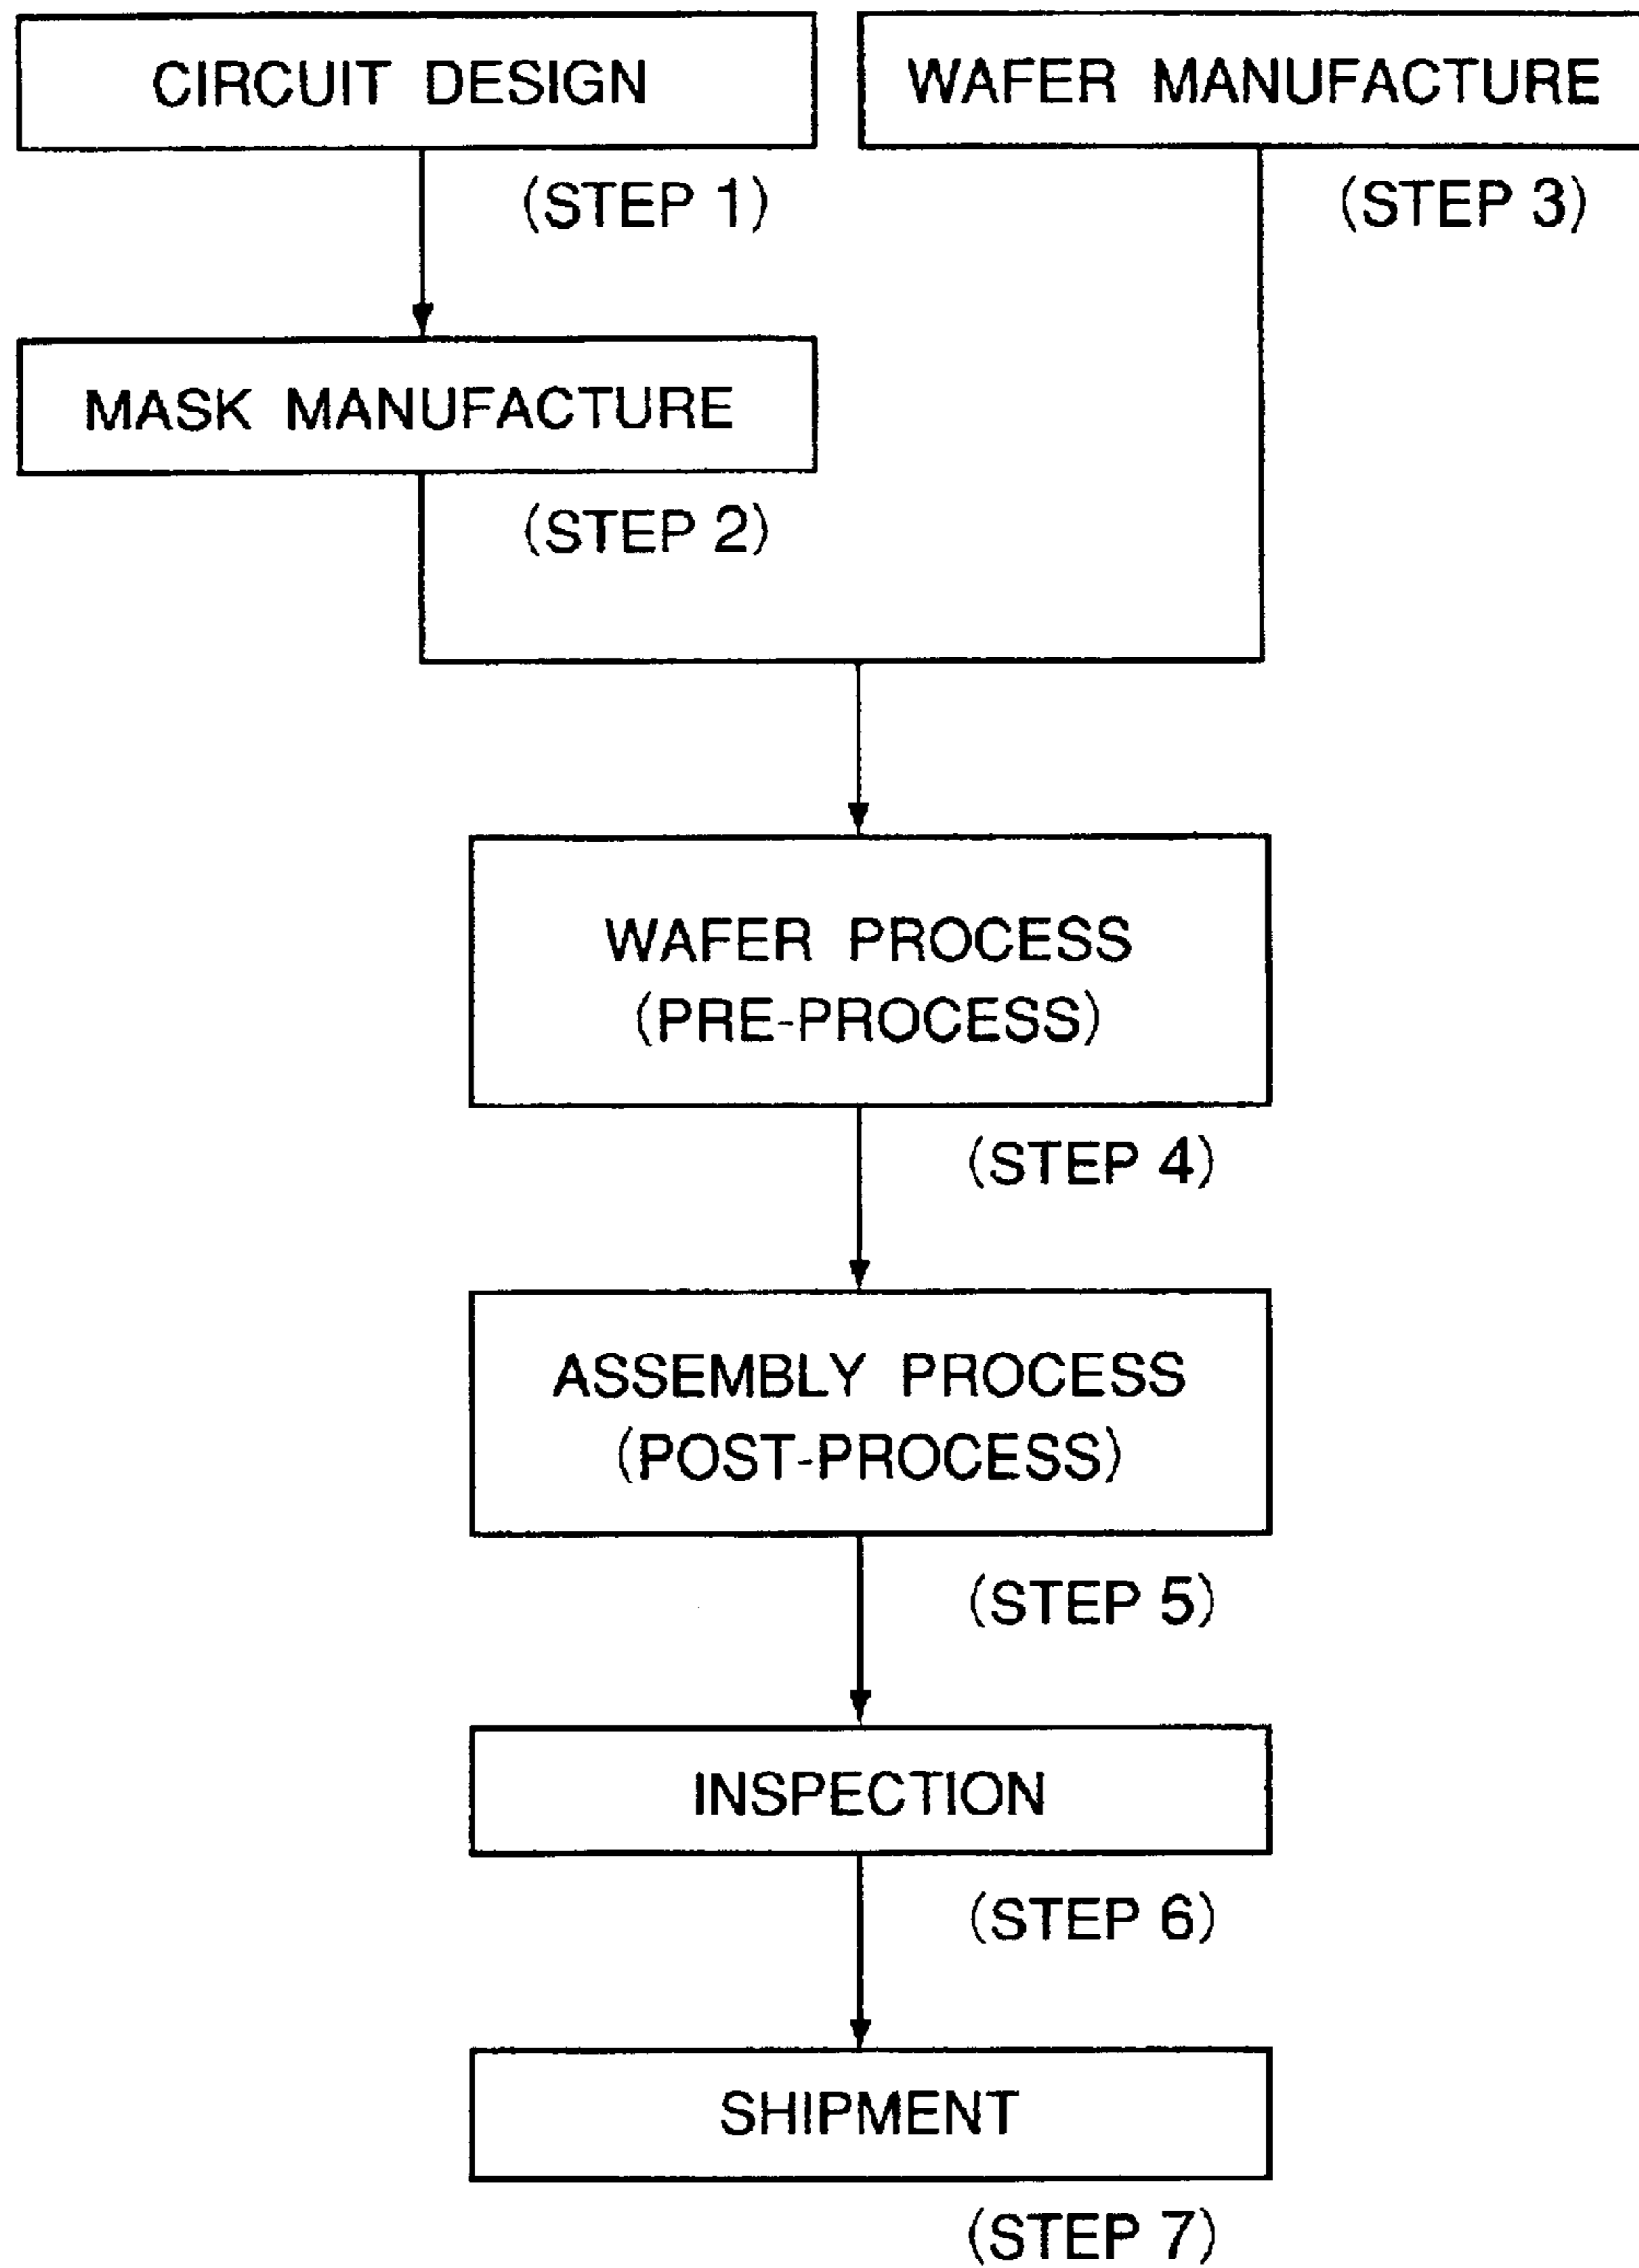 CIRCUIT DESIGN
(STEP 1)
WAFER MANUFACTURE
(STEP 3)
MASK MANUFACTURE
(STEP 2)
WAFER PROCESS
(PRE-PROCESS)
(STEP 4)
ASSEMBLY PROCESS
(POST-PROCESS)
(STEP 5)
INSPECTION
(STEP 6)
SHIPMENT
(STEP 7)